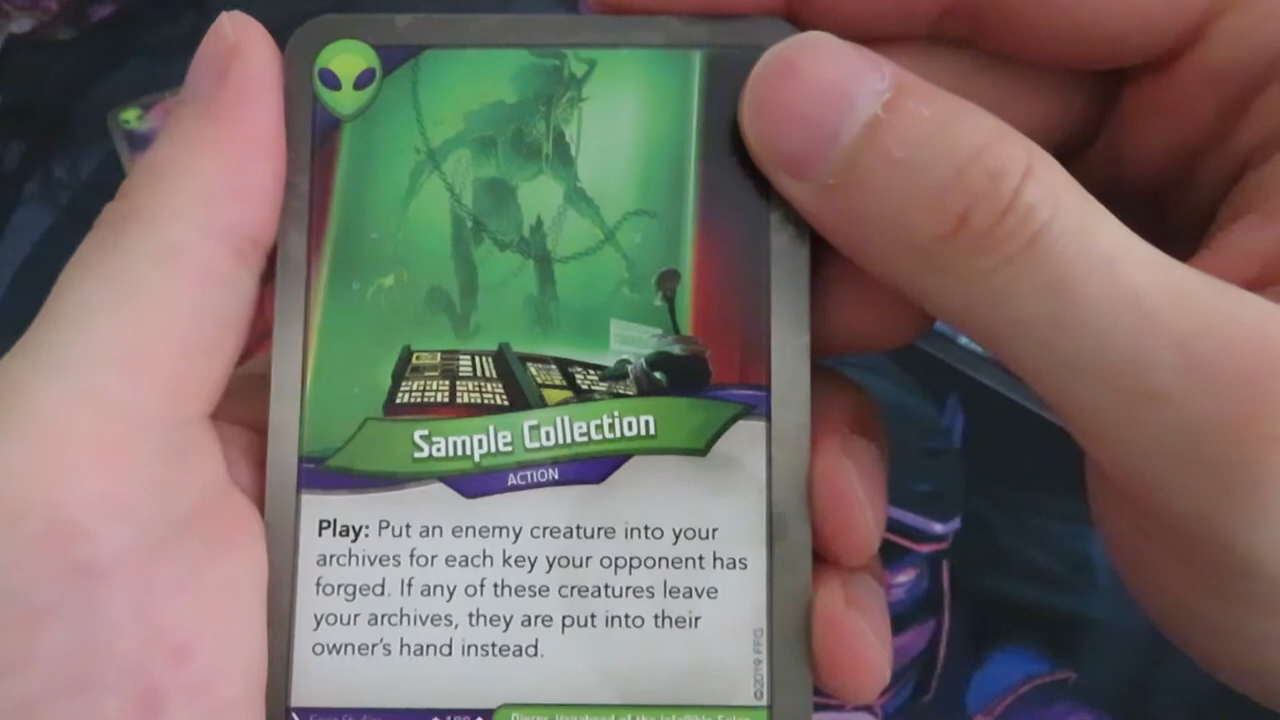 Sample Collection
ACTION
Play: Put an enemy creature into your
archives for each key your opponent has
forged. If any of these creatures leave
your archives, they are put into their
owner's hand instead.
©2019 FFG